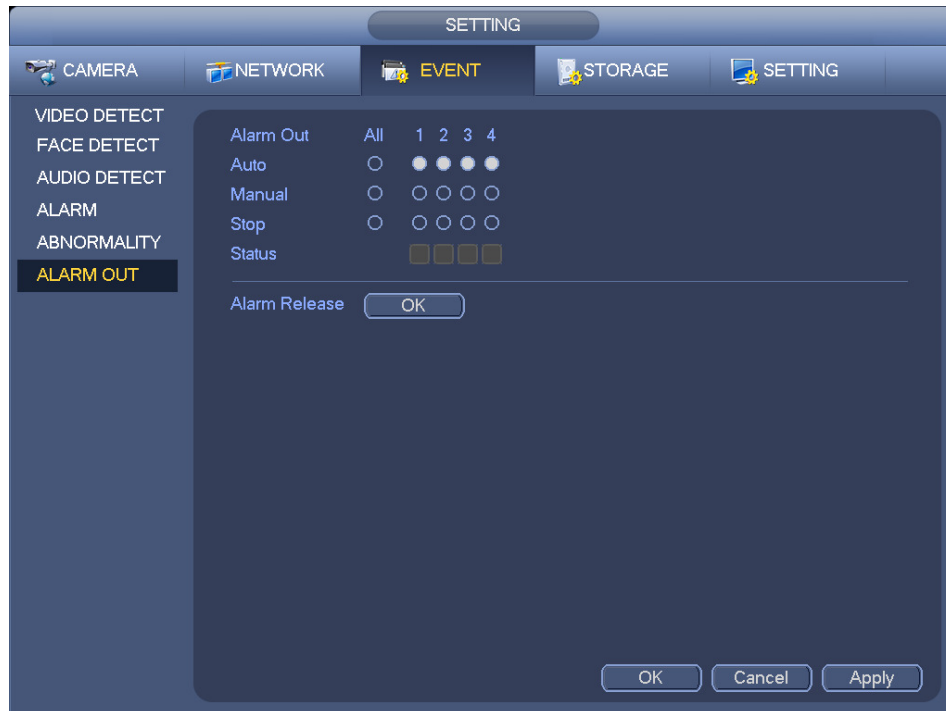 SETTING
CAMERA NETWORK EVENT STORAGE SETTING
VIDEO DETECT
FACE DETECT
AUDIO DETECT
ALARM
ABNORMALITY
ALARM OUT
Alarm Out All 1 2 3 4
Auto
Manual
Stop
Status
Alarm Release OK
OK Cancel Apply